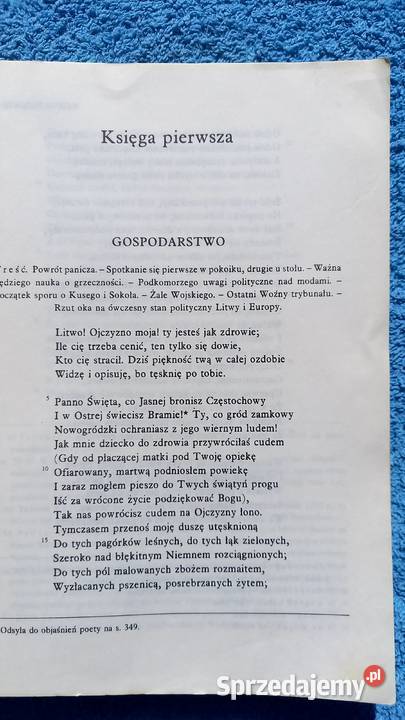 Księga pierwsza
GOSPODARSTWO
Treść. Powrót panicza. – Spotkanie się pierwsze w pokoiku, drugie u stołu. – Ważna
ędziego nauka o grzeczności. – Podkomorzego uwagi polityczne nad modami. –
oczątek sporu o Kusego i Sokoła. – Żale Wojskiego. – Ostatni Woźny trybunału. –
Rzut oka na ówczesny stan polityczny Litwy i Europy.
Litwo! Ojczyzno moja! ty jesteś jak zdrowie;
Ile cię trzeba cenić, ten tylko się dowie,
Kto cię stracił. Dziś piękność twą w całej ozdobie
Widzę i opisuję, bo tęsknię po tobie.
5 Panno Święta, co Jasnej bronisz Częstochowy
I w Ostrej świecisz Bramie!* Ty, co gród zamkowy
Nowogródzki ochraniasz z jego wiernym ludem!
Jak mnie dziecko do zdrowia przywróciłaś cudem
(Gdy od płaczącej matki pod Twoję opiekę
10 Ofiarowany, martwą podniosłem powiekę
I zaraz mogłem pieszo do Twych świątyń progu
Iść za wrócone życie podziękować Bogu),
Tak nas powrócisz cudem na Ojczyzny łono.
Tymczasem przenoś moję duszę utęsknioną
15 Do tych pagórków leśnych, do tych łąk zielonych,
Szeroko nad błękitnym Niemnem rozciągnionych;
Do tych pól malowanych zbożem rozmaitem,
Wyzłacanych pszenicą, posrebrzanych żytem;
Odsyła do objaśnień poety na s. 349.
Sprzedajemy.pl